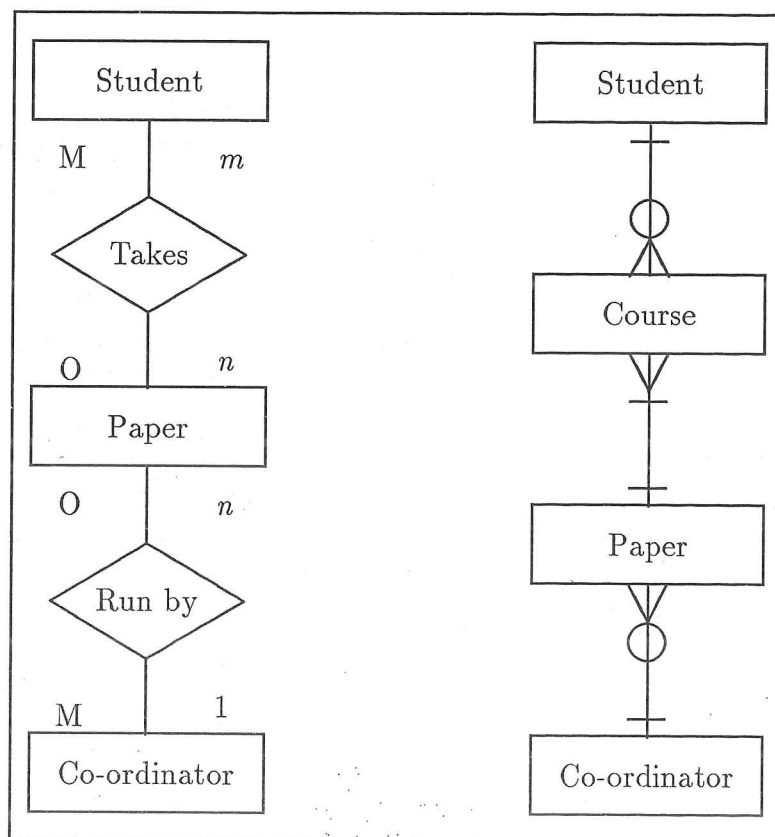 Student
M m
Takes
O n
Paper
O n
Run by
M 1
Co-ordinator
Student
Course
Paper
Co-ordinator